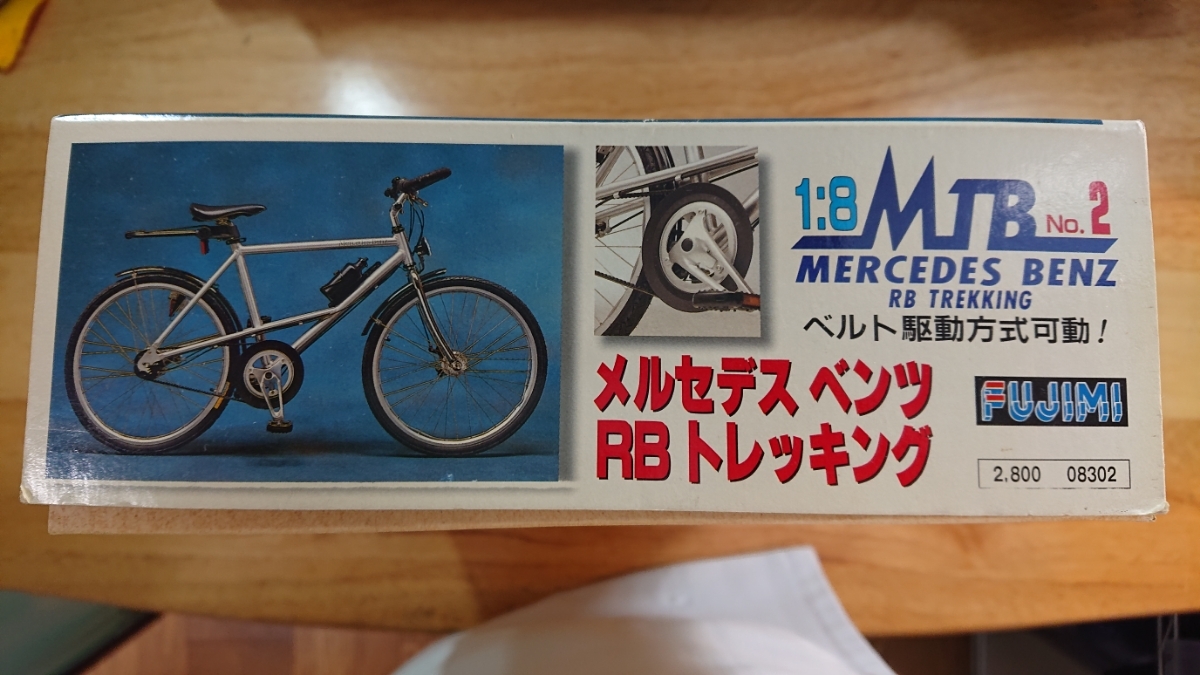 1:8 MTB No. 2
MERCEDES BENZ
RB TREKKING
ベルト駆動方式可動!
メルセデス ベンツ
RB トレッキング
FUJIMI
2,800 08302